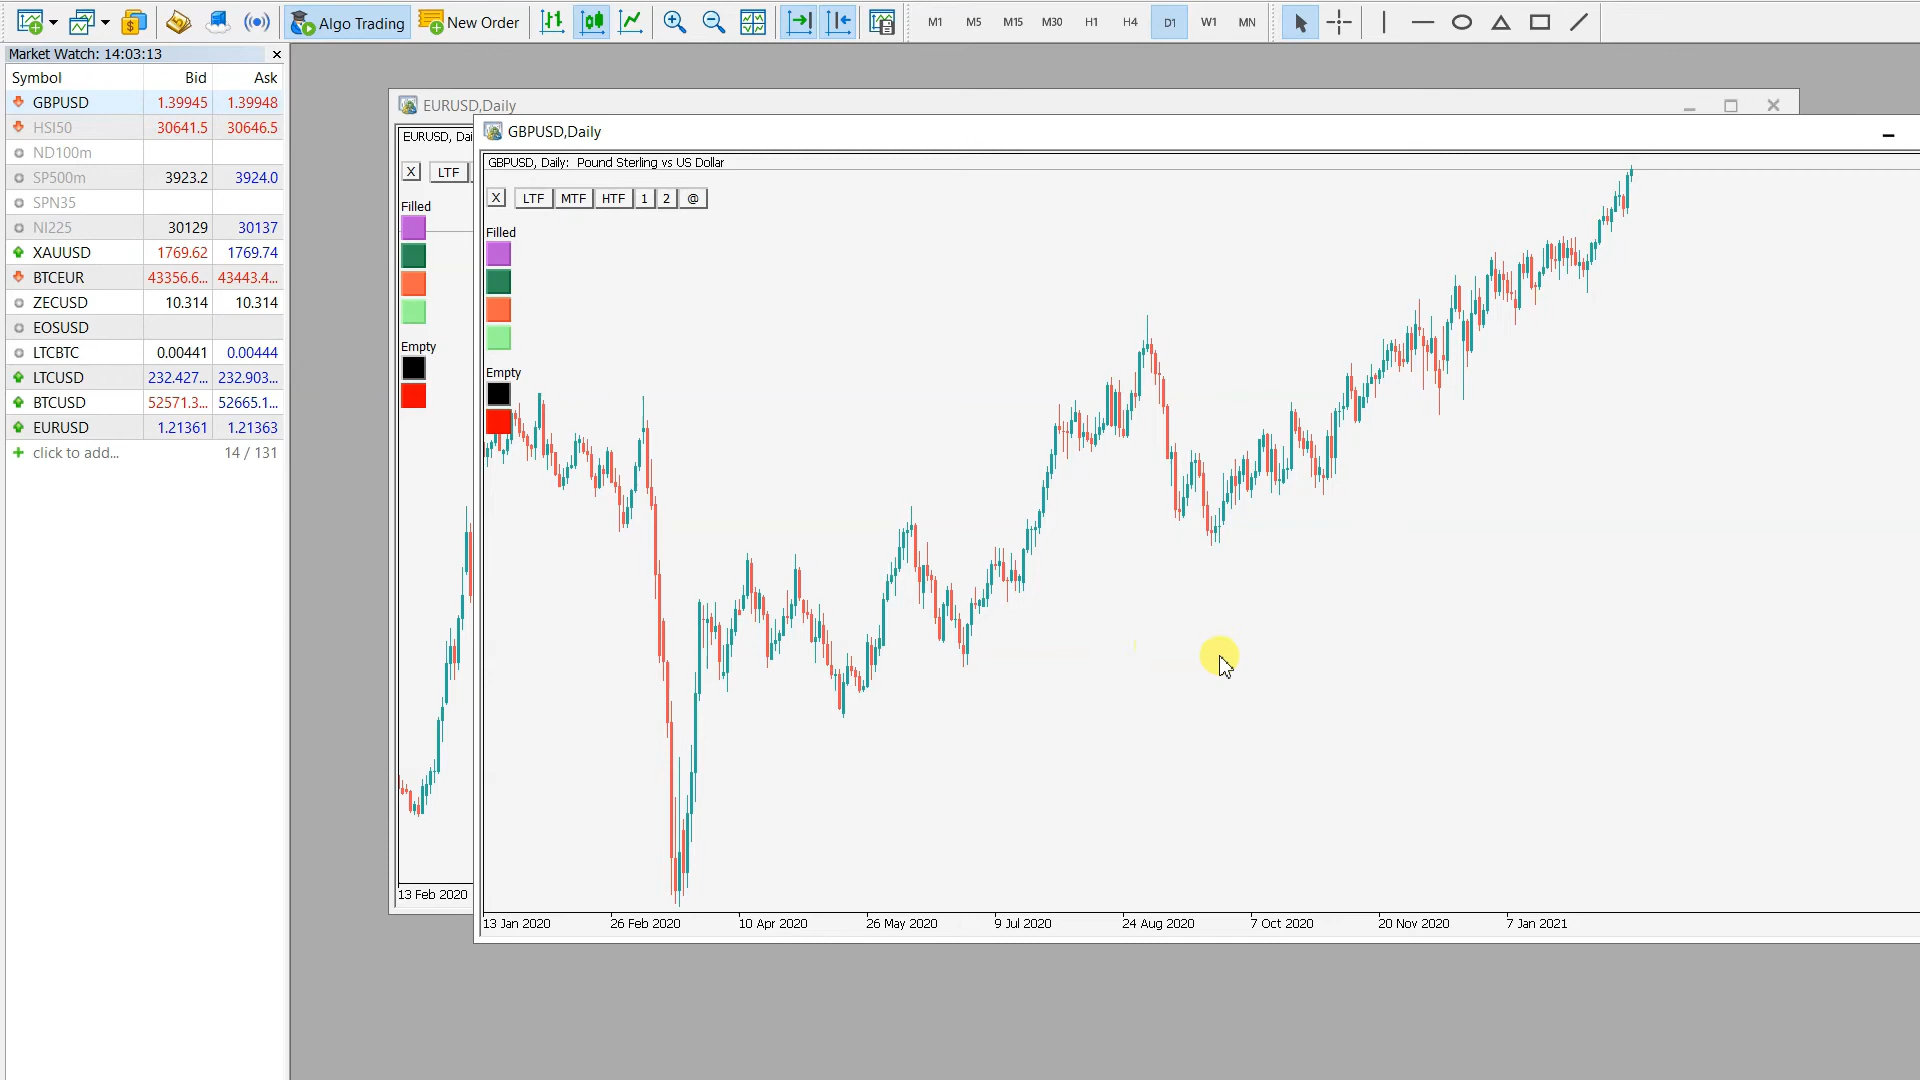 Algo Trading New Order M1 M5 M15 M30 H1 H4 D1 W1 MN
Market Watch: 14:03:13
Symbol Bid Ask
GBPUSD 1.39945 1.39948
HSI50 30641.5 30646.5
ND100m
SP500m 3923.2 3924.0
SPN35
NI225 30129 30137
XAUUSD 1769.62 1769.74
BTCEUR 43356.6... 43443.4...
ZECUSD 10.314 10.314
EOSUSD
LTCBTC 0.00441 0.00444
LTCUSD 232.427... 232.903...
BTCUSD 52571.3... 52665.1...
EURUSD 1.21361 1.21363
click to add... 14 / 131
EURUSD,Daily
EURUSD, Dai
X LTF
Filled
Empty
13 Feb 2020
GBPUSD,Daily
GBPUSD, Daily: Pound Sterling vs US Dollar
X LTF MTF HTF 1 2 @
Filled
Empty
13 Jan 2020 26 Feb 2020 10 Apr 2020 26 May 2020 9 Jul 2020 24 Aug 2020 7 Oct 2020 20 Nov 2020 7 Jan 2021